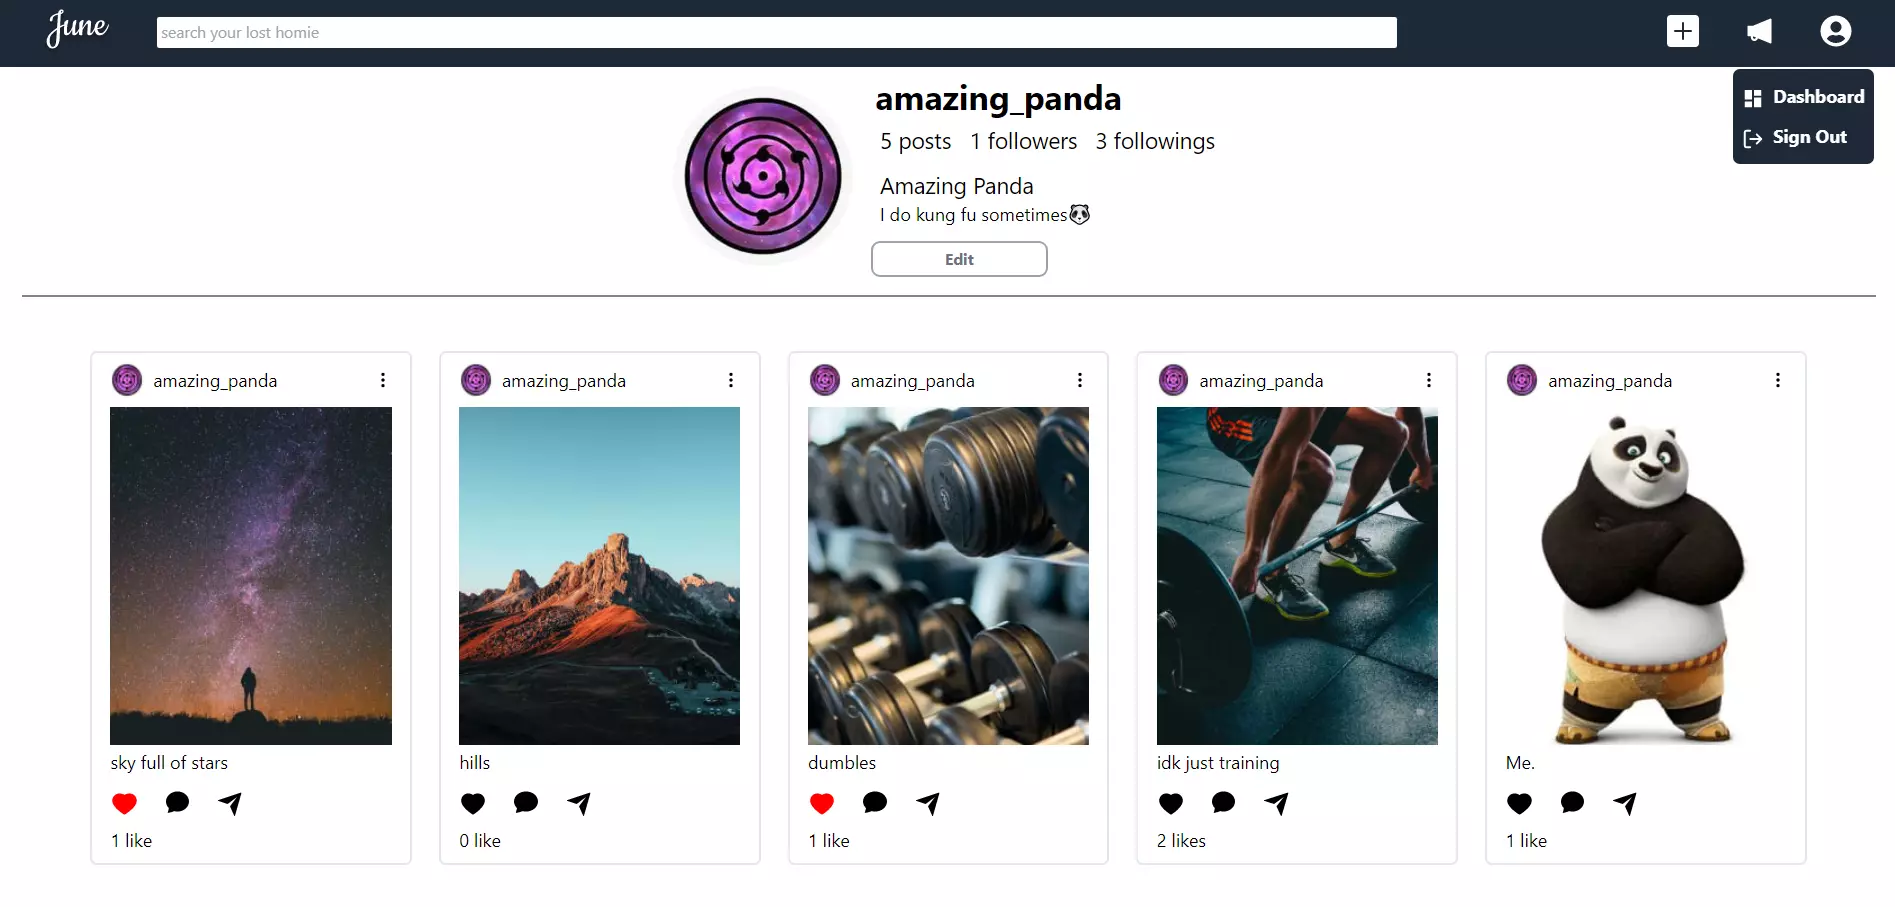 June
search your lost homie
Dashboard
Sign Out
amazing_panda
5 posts 1 followers 3 followings
Amazing Panda
I do kung fu sometimes🐼
Edit
amazing_panda
sky full of stars
1 like
amazing_panda
hills
0 like
amazing_panda
dumbles
1 like
amazing_panda
idk just training
2 likes
amazing_panda
Me.
1 like